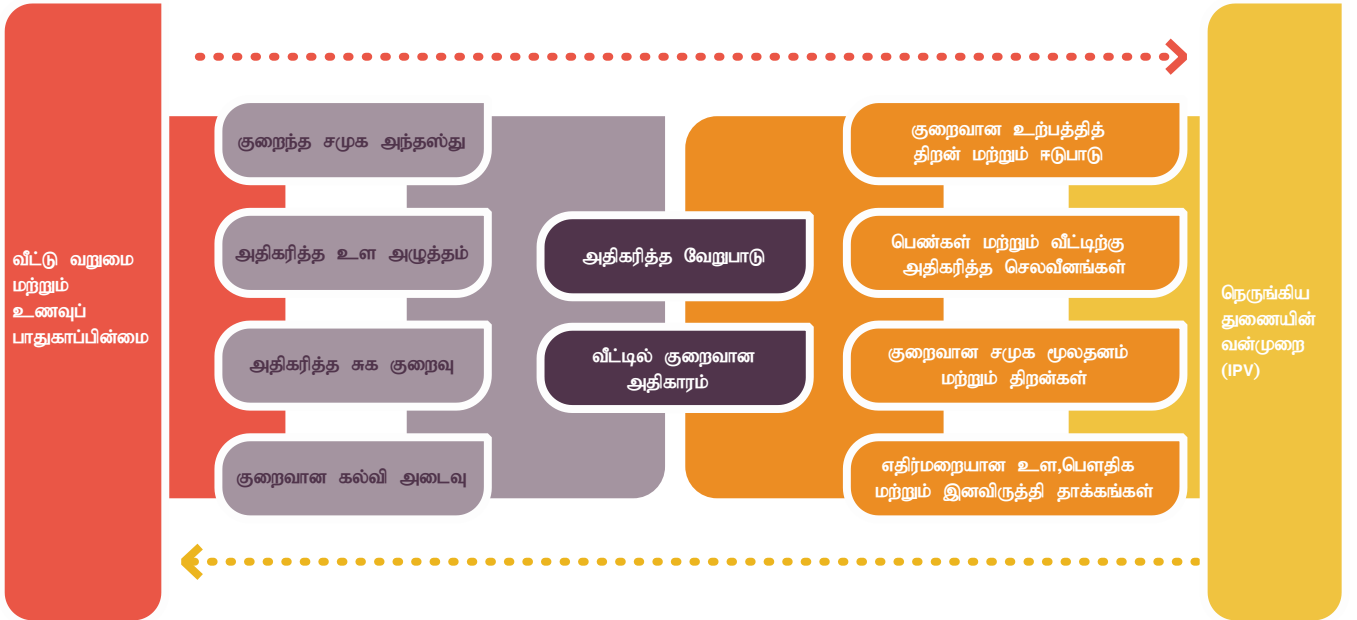 வீட்டு வறுமை
மற்றும்
உணவுப்
பாதுகாப்பின்மை
குறைந்த சமுக அந்தஸ்து
அதிகரித்த உள அழுத்தம்
அதிகரித்த சுக குறைவு
குறைவான கல்வி அடைவு
அதிகரித்த வேறுபாடு
வீட்டில் குறைவான
அதிகாரம்
குறைவான உற்பத்தித்
திறன் மற்றும் ஈடுபாடு
பெண்கள் மற்றும் வீட்டிற்கு
அதிகரித்த செலவீனங்கள்
குறைவான சமுக மூலதனம்
மற்றும் திறன்கள்
எதிர்மறையான உள,பௌதிக
மற்றும் இனவிருத்தி தாக்கங்கள்
நெருங்கிய
துணையின்
வன்முறை
(IPV)